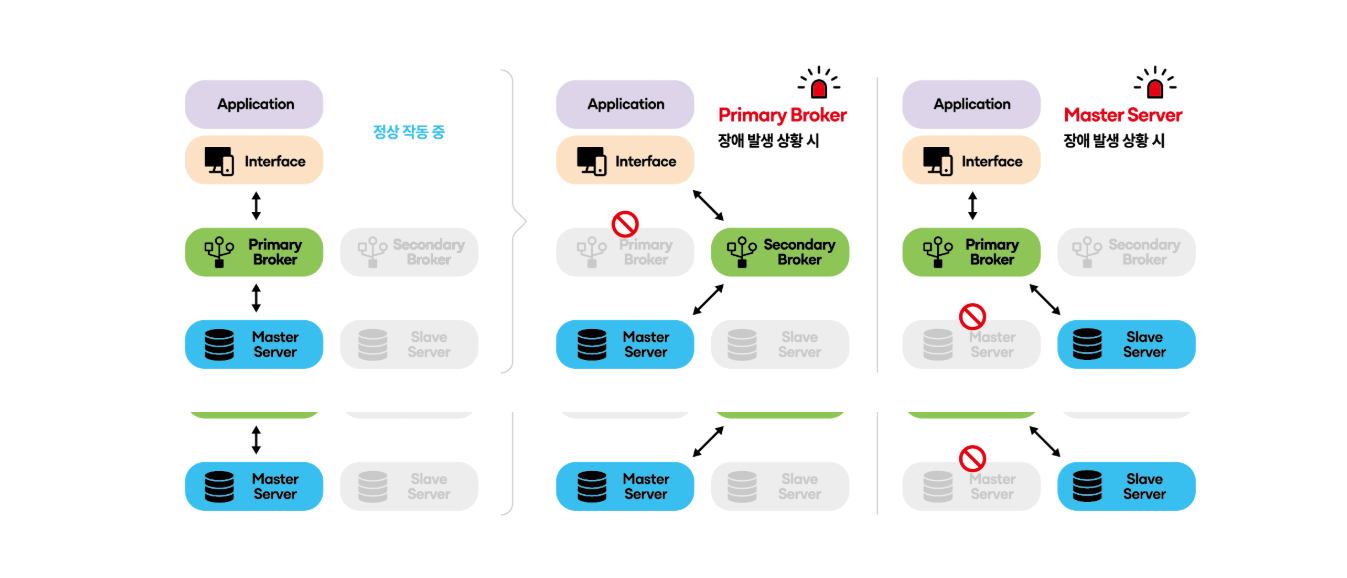 Application
정상 작동 중
Interface
Primary
Broker
Secondary
Broker
Master
Server
Slave
Server
Application
Primary Broker
장애 발생 상황 시
Interface
Primary
Broker
Secondary
Broker
Master
Server
Slave
Server
Application
Master Server
장애 발생 상황 시
Interface
Primary
Broker
Secondary
Broker
Master
Server
Slave
Server
Master
Server
Slave
Server
Master
Server
Slave
Server
Master
Server
Slave
Server